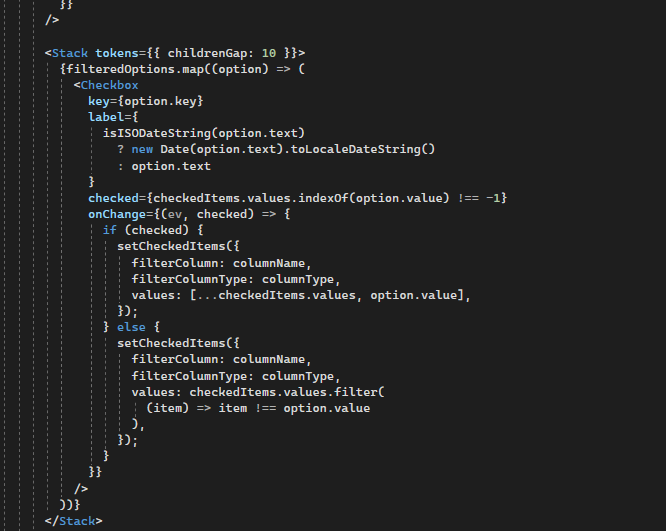 }}
/>
<Stack tokens={{ childrenGap: 10 }}>
{filteredOptions.map((option) => (
<Checkbox
key={option.key}
label={
isISODateString(option.text)
? new Date(option.text).toLocaleDateString()
: option.text
}
checked={checkedItems.values.indexOf(option.value) !== -1}
onChange={(ev, checked) => {
if (checked) {
setCheckedItems({
filterColumn: columnName,
filterColumnType: columnType,
values: [...checkedItems.values, option.value],
});
} else {
setCheckedItems({
filterColumn: columnName,
filterColumnType: columnType,
values: checkedItems.values.filter(
(item) => item !== option.value
),
});
}
}}
/>
))}
</Stack>